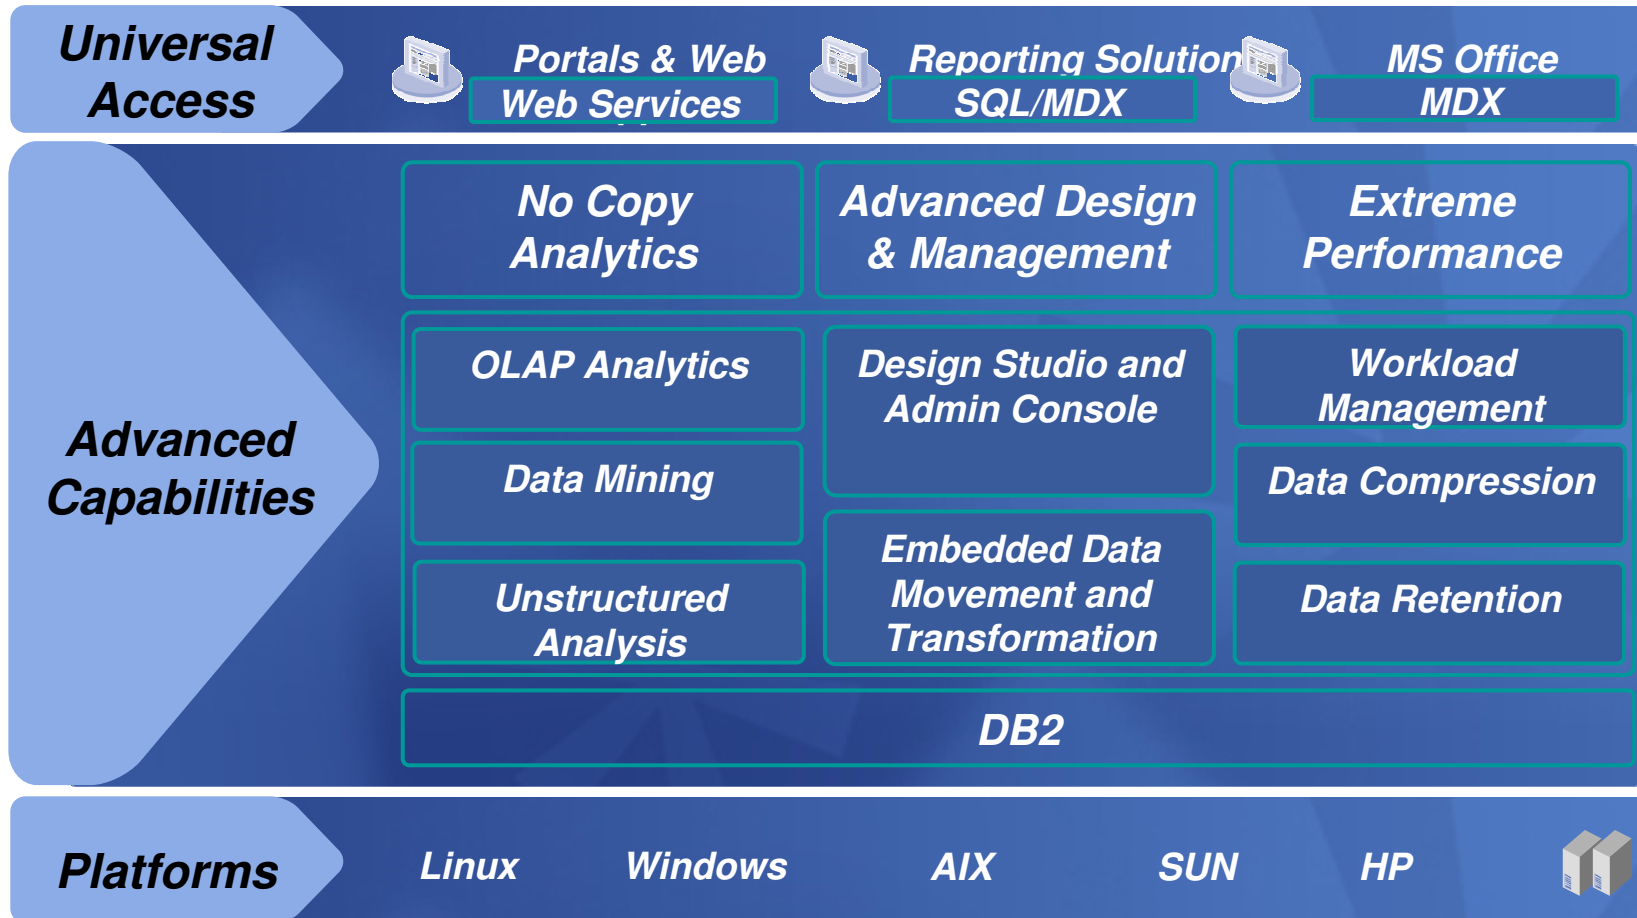 Universal
Access
Portals & Web
Web Services
Reporting Solution
SQL/MDX
MS Office
MDX
Advanced
Capabilities
No Copy
Analytics
Advanced Design
& Management
Extreme
Performance
OLAP Analytics
Data Mining
Unstructured
Analysis
Design Studio and
Admin Console
Embedded Data
Movement and
Transformation
Workload
Management
Data Compression
Data Retention
DB2
Platforms
Linux
Windows
AIX
SUN
HP